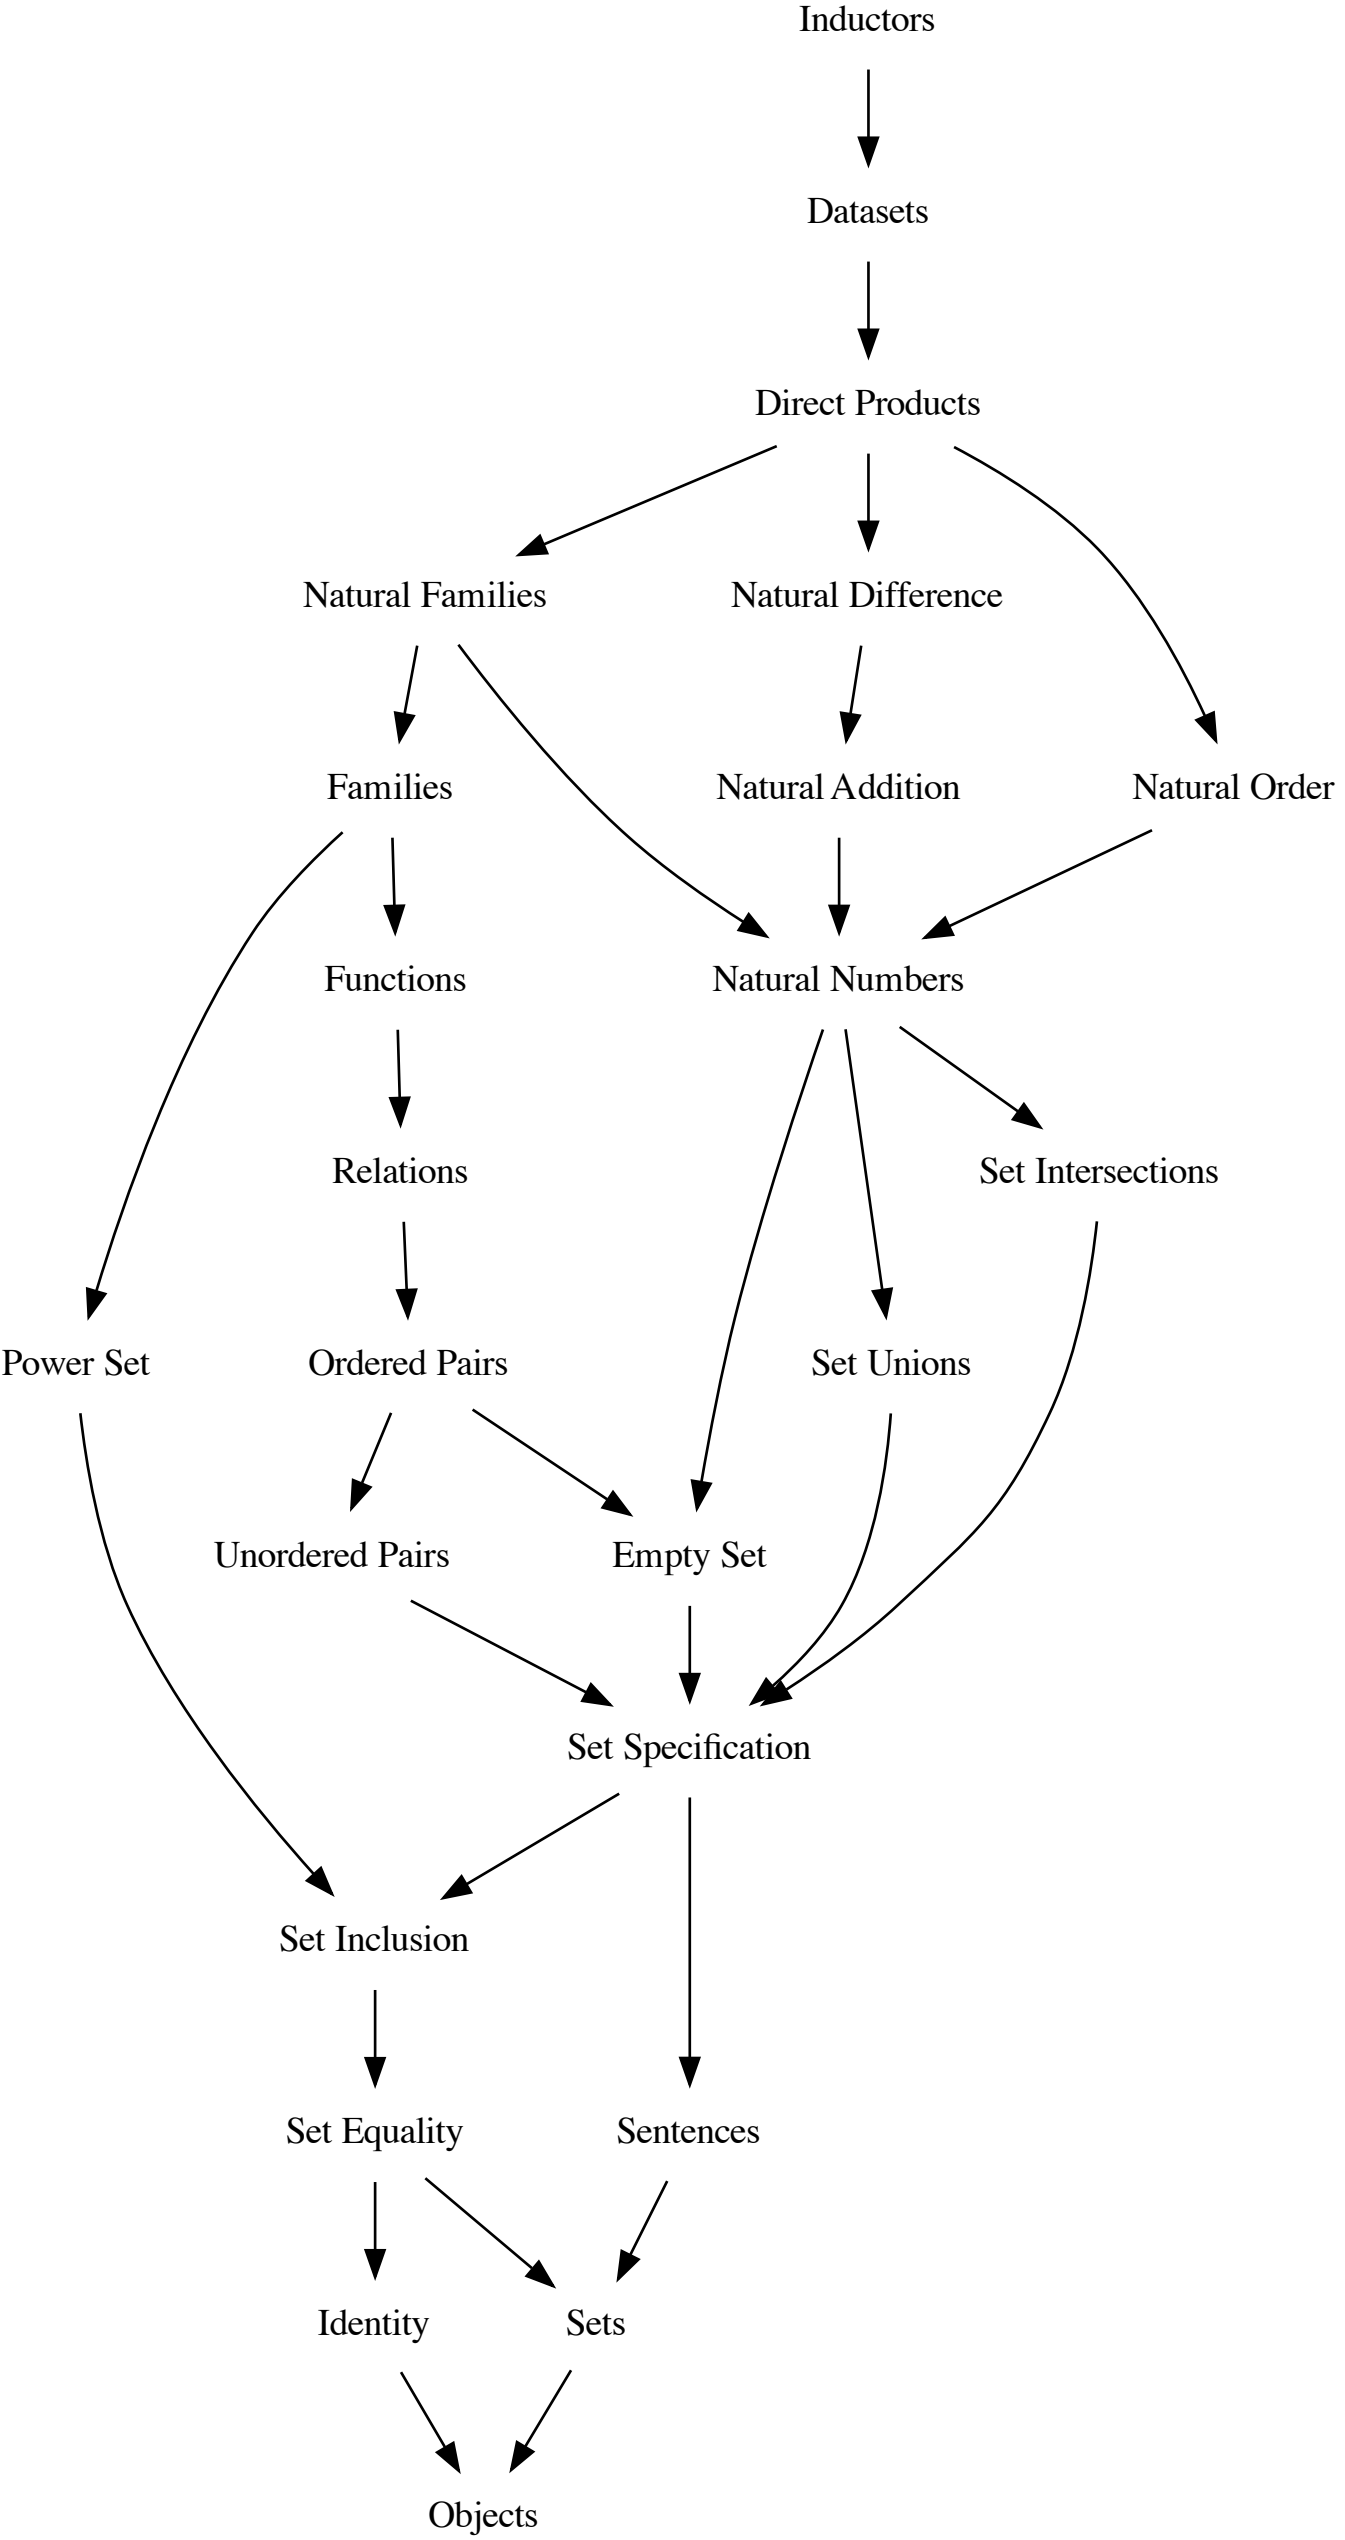 Inductors
Datasets
Direct Products
Natural Families
Natural Difference
Families
Natural Addition
Natural Order
Functions
Natural Numbers
Relations
Set Intersections
Power Set
Ordered Pairs
Set Unions
Unordered Pairs
Empty Set
Set Specification
Set Inclusion
Set Equality
Sentences
Identity
Sets
Objects